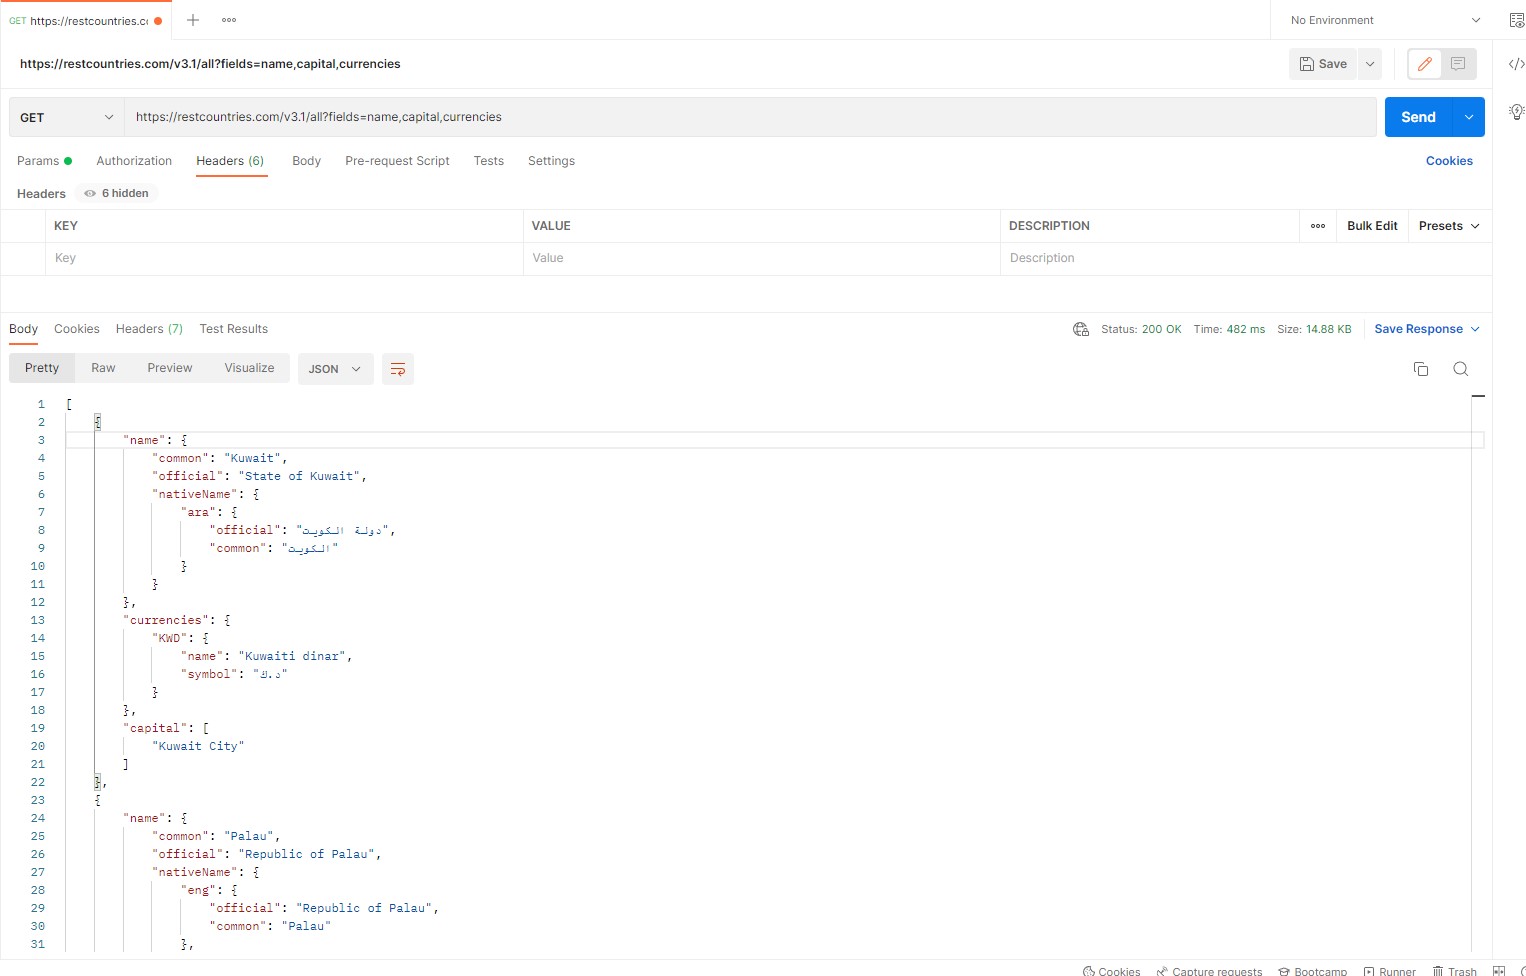 GET https://restcountries.cc
No Environment
https://restcountries.com/v3.1/all?fields=name,capital,currencies
Save
GET https://restcountries.com/v3.1/all?fields=name,capital,currencies Send
Params Authorization Headers (6) Body Pre-request Script Tests Settings Cookies
Headers 6 hidden
KEY VALUE DESCRIPTION Bulk Edit Presets
Key Value Description
Body Cookies Headers (7) Test Results Status: 200 OK Time: 482 ms Size: 14.88 KB Save Response
Pretty Raw Preview Visualize JSON
1 [
2 {
3 "name": {
4 "common": "Kuwait",
5 "official": "State of Kuwait",
6 "nativeName": {
7 "ara": {
8 "official": "دولة الكويت",
9 "common": "الكويت"
10 }
11 }
12 },
13 "currencies": {
14 "KWD": {
15 "name": "Kuwaiti dinar",
16 "symbol": "د.ك"
17 }
18 },
19 "capital": [
20 "Kuwait City"
21 ]
22 },
23 {
24 "name": {
25 "common": "Palau",
26 "official": "Republic of Palau",
27 "nativeName": {
28 "eng": {
29 "official": "Republic of Palau",
30 "common": "Palau"
31 },
Cookies Capture requests Bootcamp Runner Trash